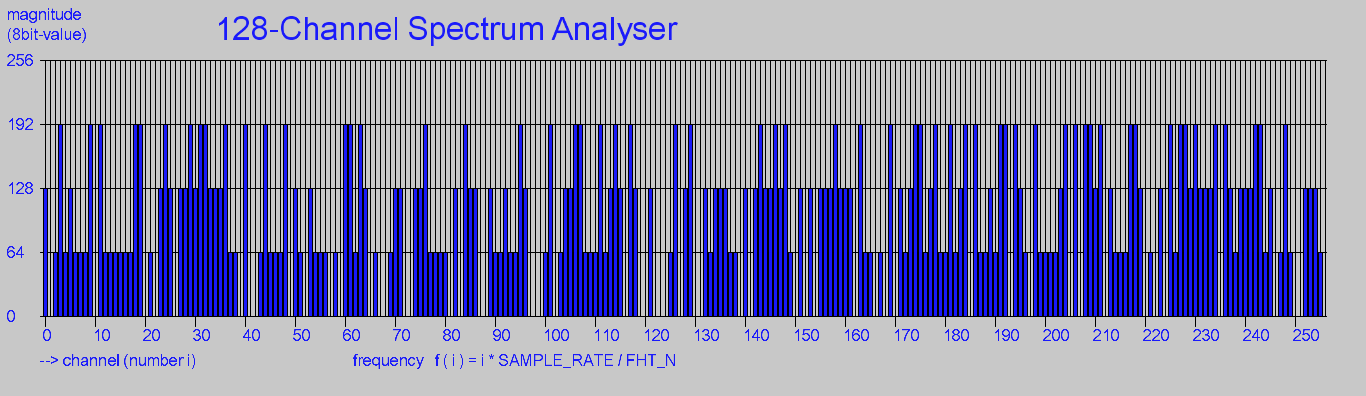 magnitude
(8bit-value)
128-Channel Spectrum Analyser
256
192
128
64
0
0 10 20 30 40 50 60 70 80 90 100 110 120 130 140 150 160 170 180 190 200 210 220 230 240 250
--> channel (number i) frequency f ( i ) = i * SAMPLE_RATE / FHT_N